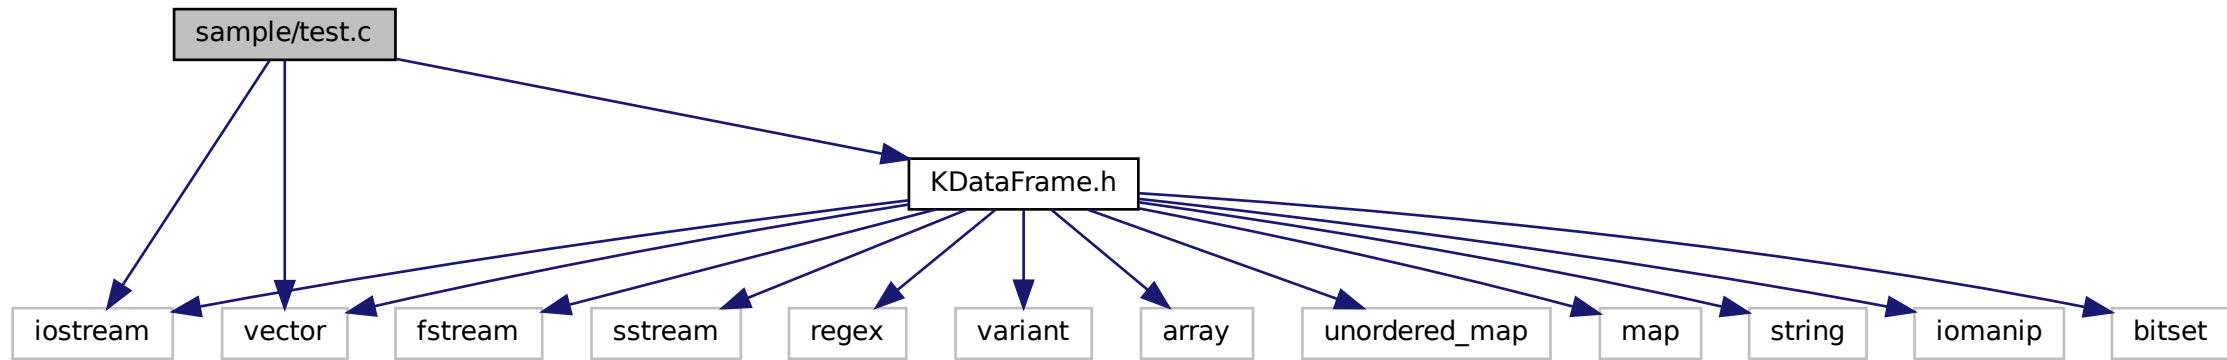 sample/test.c
KDataFrame.h
iostream
vector
fstream
sstream
regex
variant
array
unordered_map
map
string
iomanip
bitset